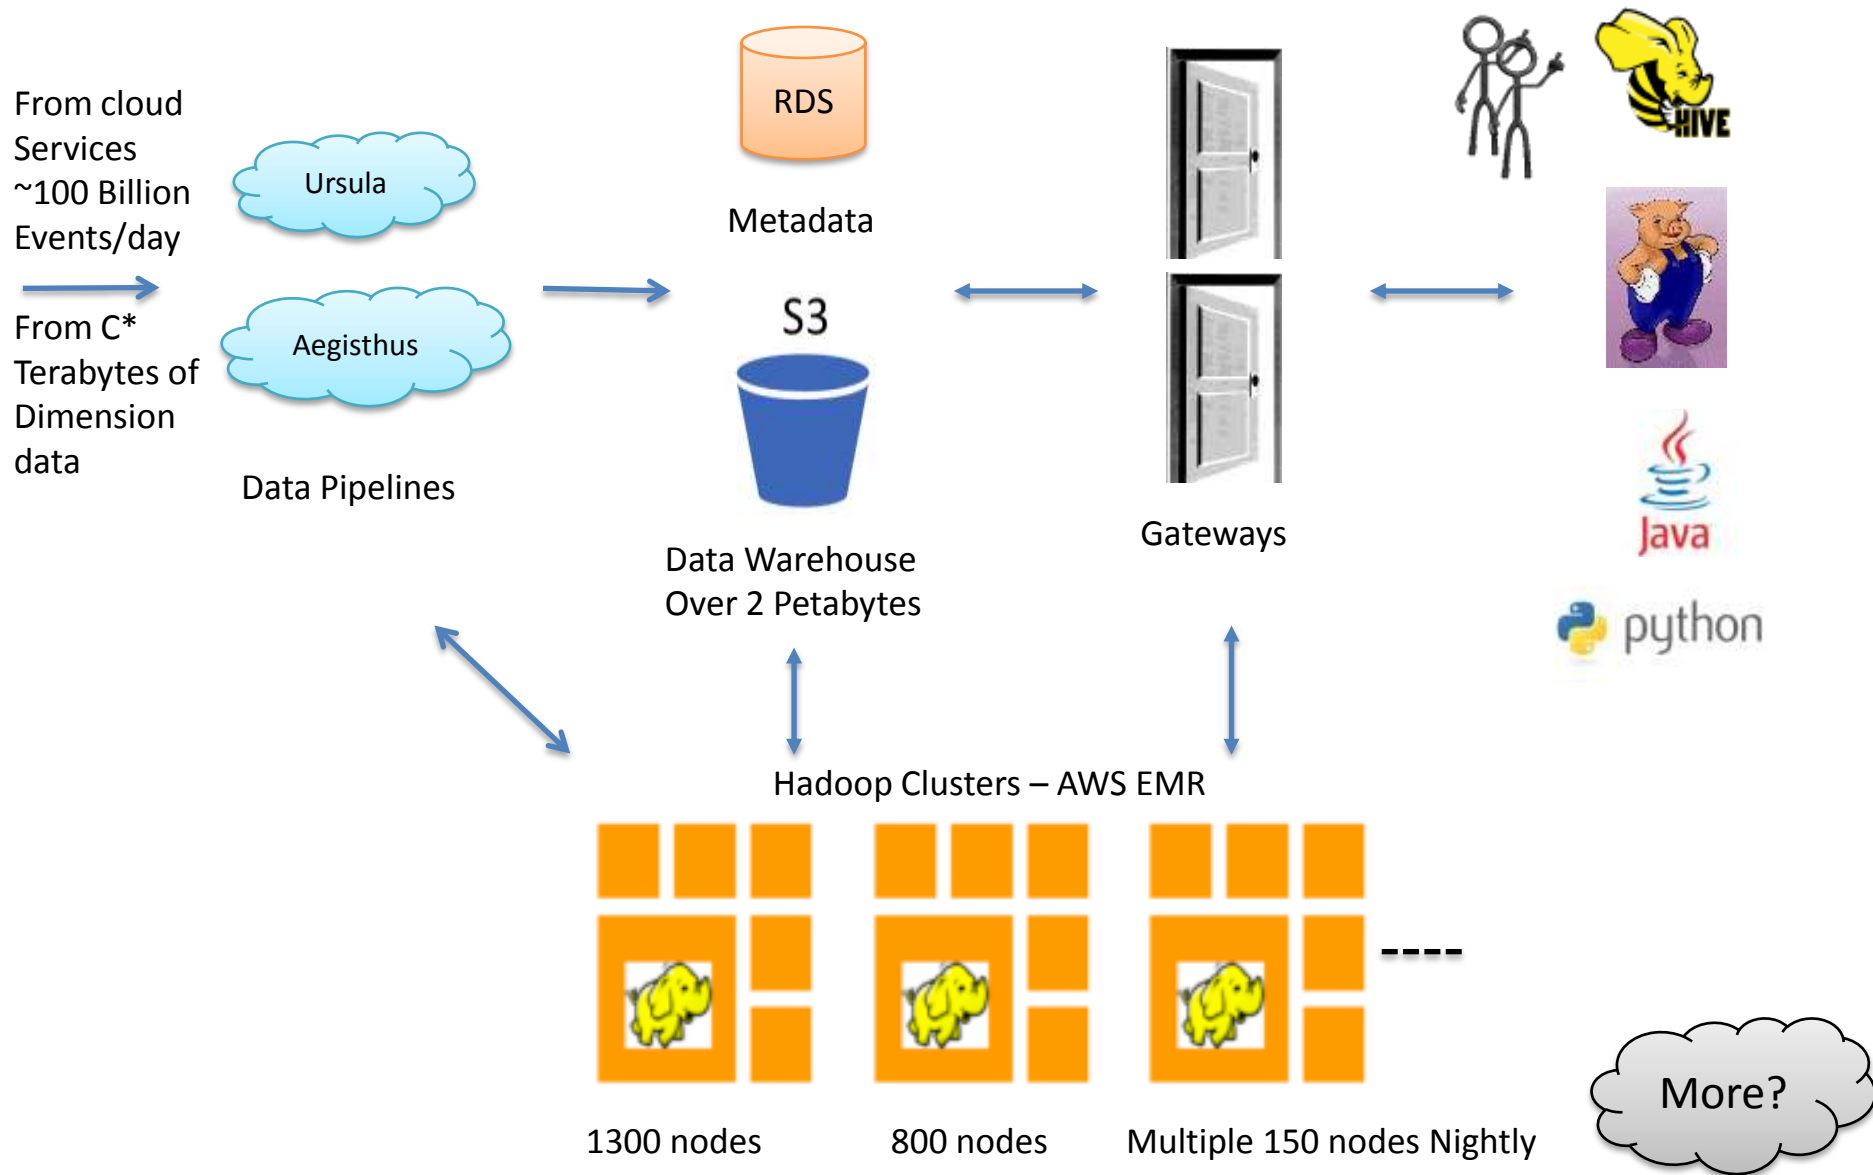 From cloud
Services
~100 Billion
Events/day
From C*
Terabytes of
Dimension
data
Ursula
Aegisthus
Data Pipelines
RDS
Metadata
S3
Data Warehouse
Over 2 Petabytes
Gateways
HIVE
Java
python
Hadoop Clusters – AWS EMR
----
1300 nodes
800 nodes
Multiple 150 nodes Nightly
More?